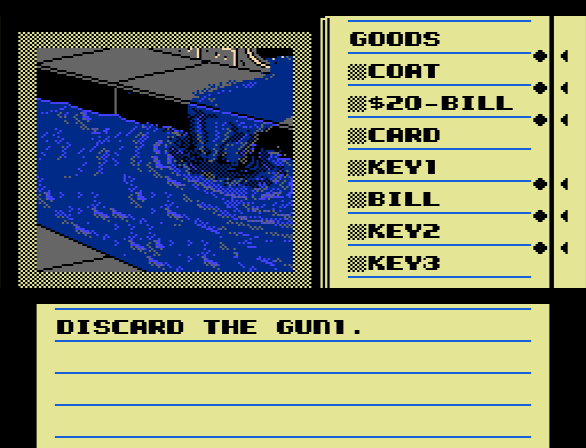 GOODS
COAT
$20-BILL
CARD
KEY1
BILL
KEY2
KEY3
DISCARD THE GUN1.